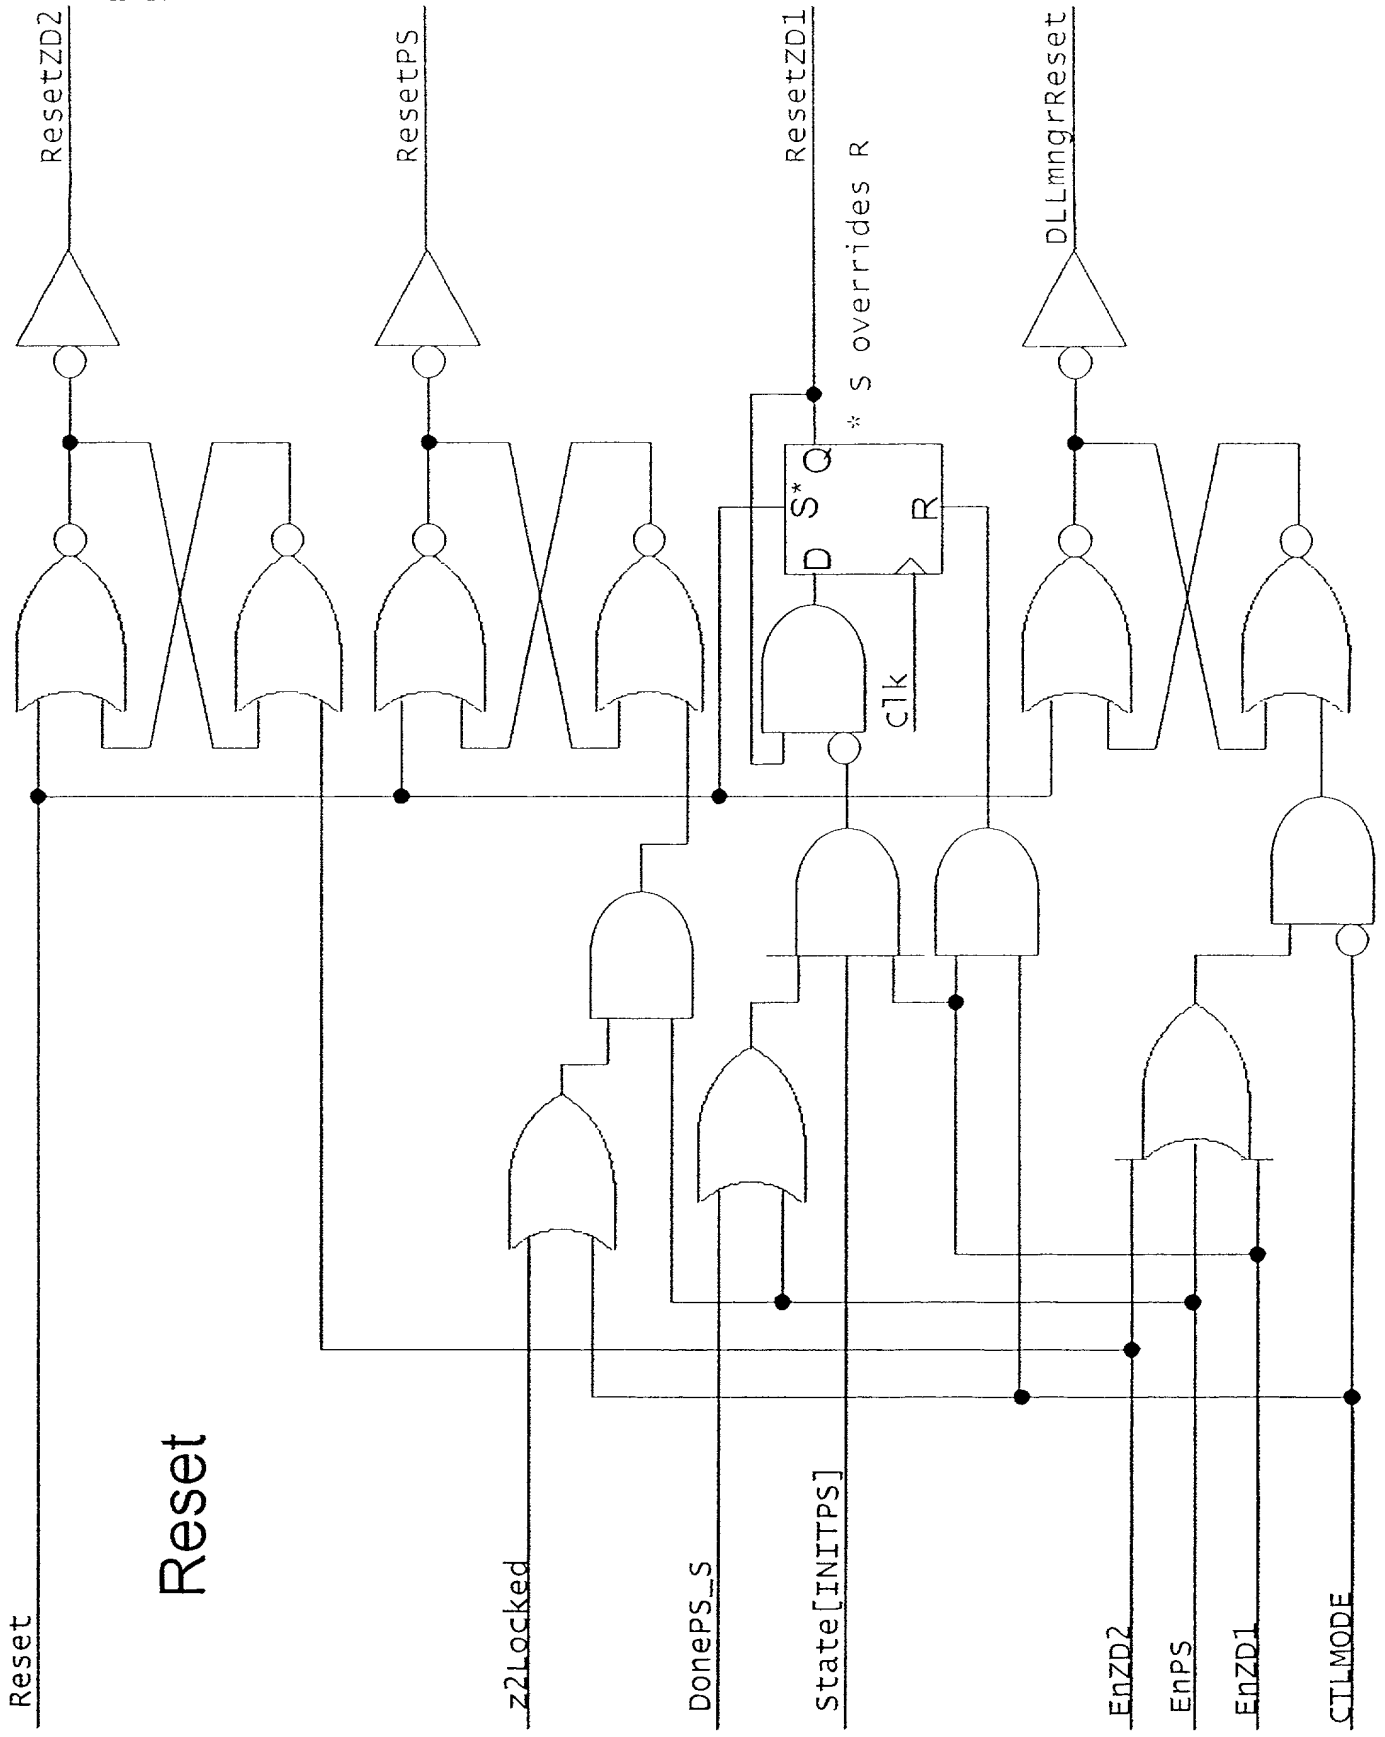 Reset
Reset
z2Locked
DonePS_S
State[INITPS]
EnZD2
EnPS
EnZD1
CTLMODE
Clk
D
S*
Q
R
* S overrides R
ResetZD2
ResetPS
ResetZD1
DLLmngrReset